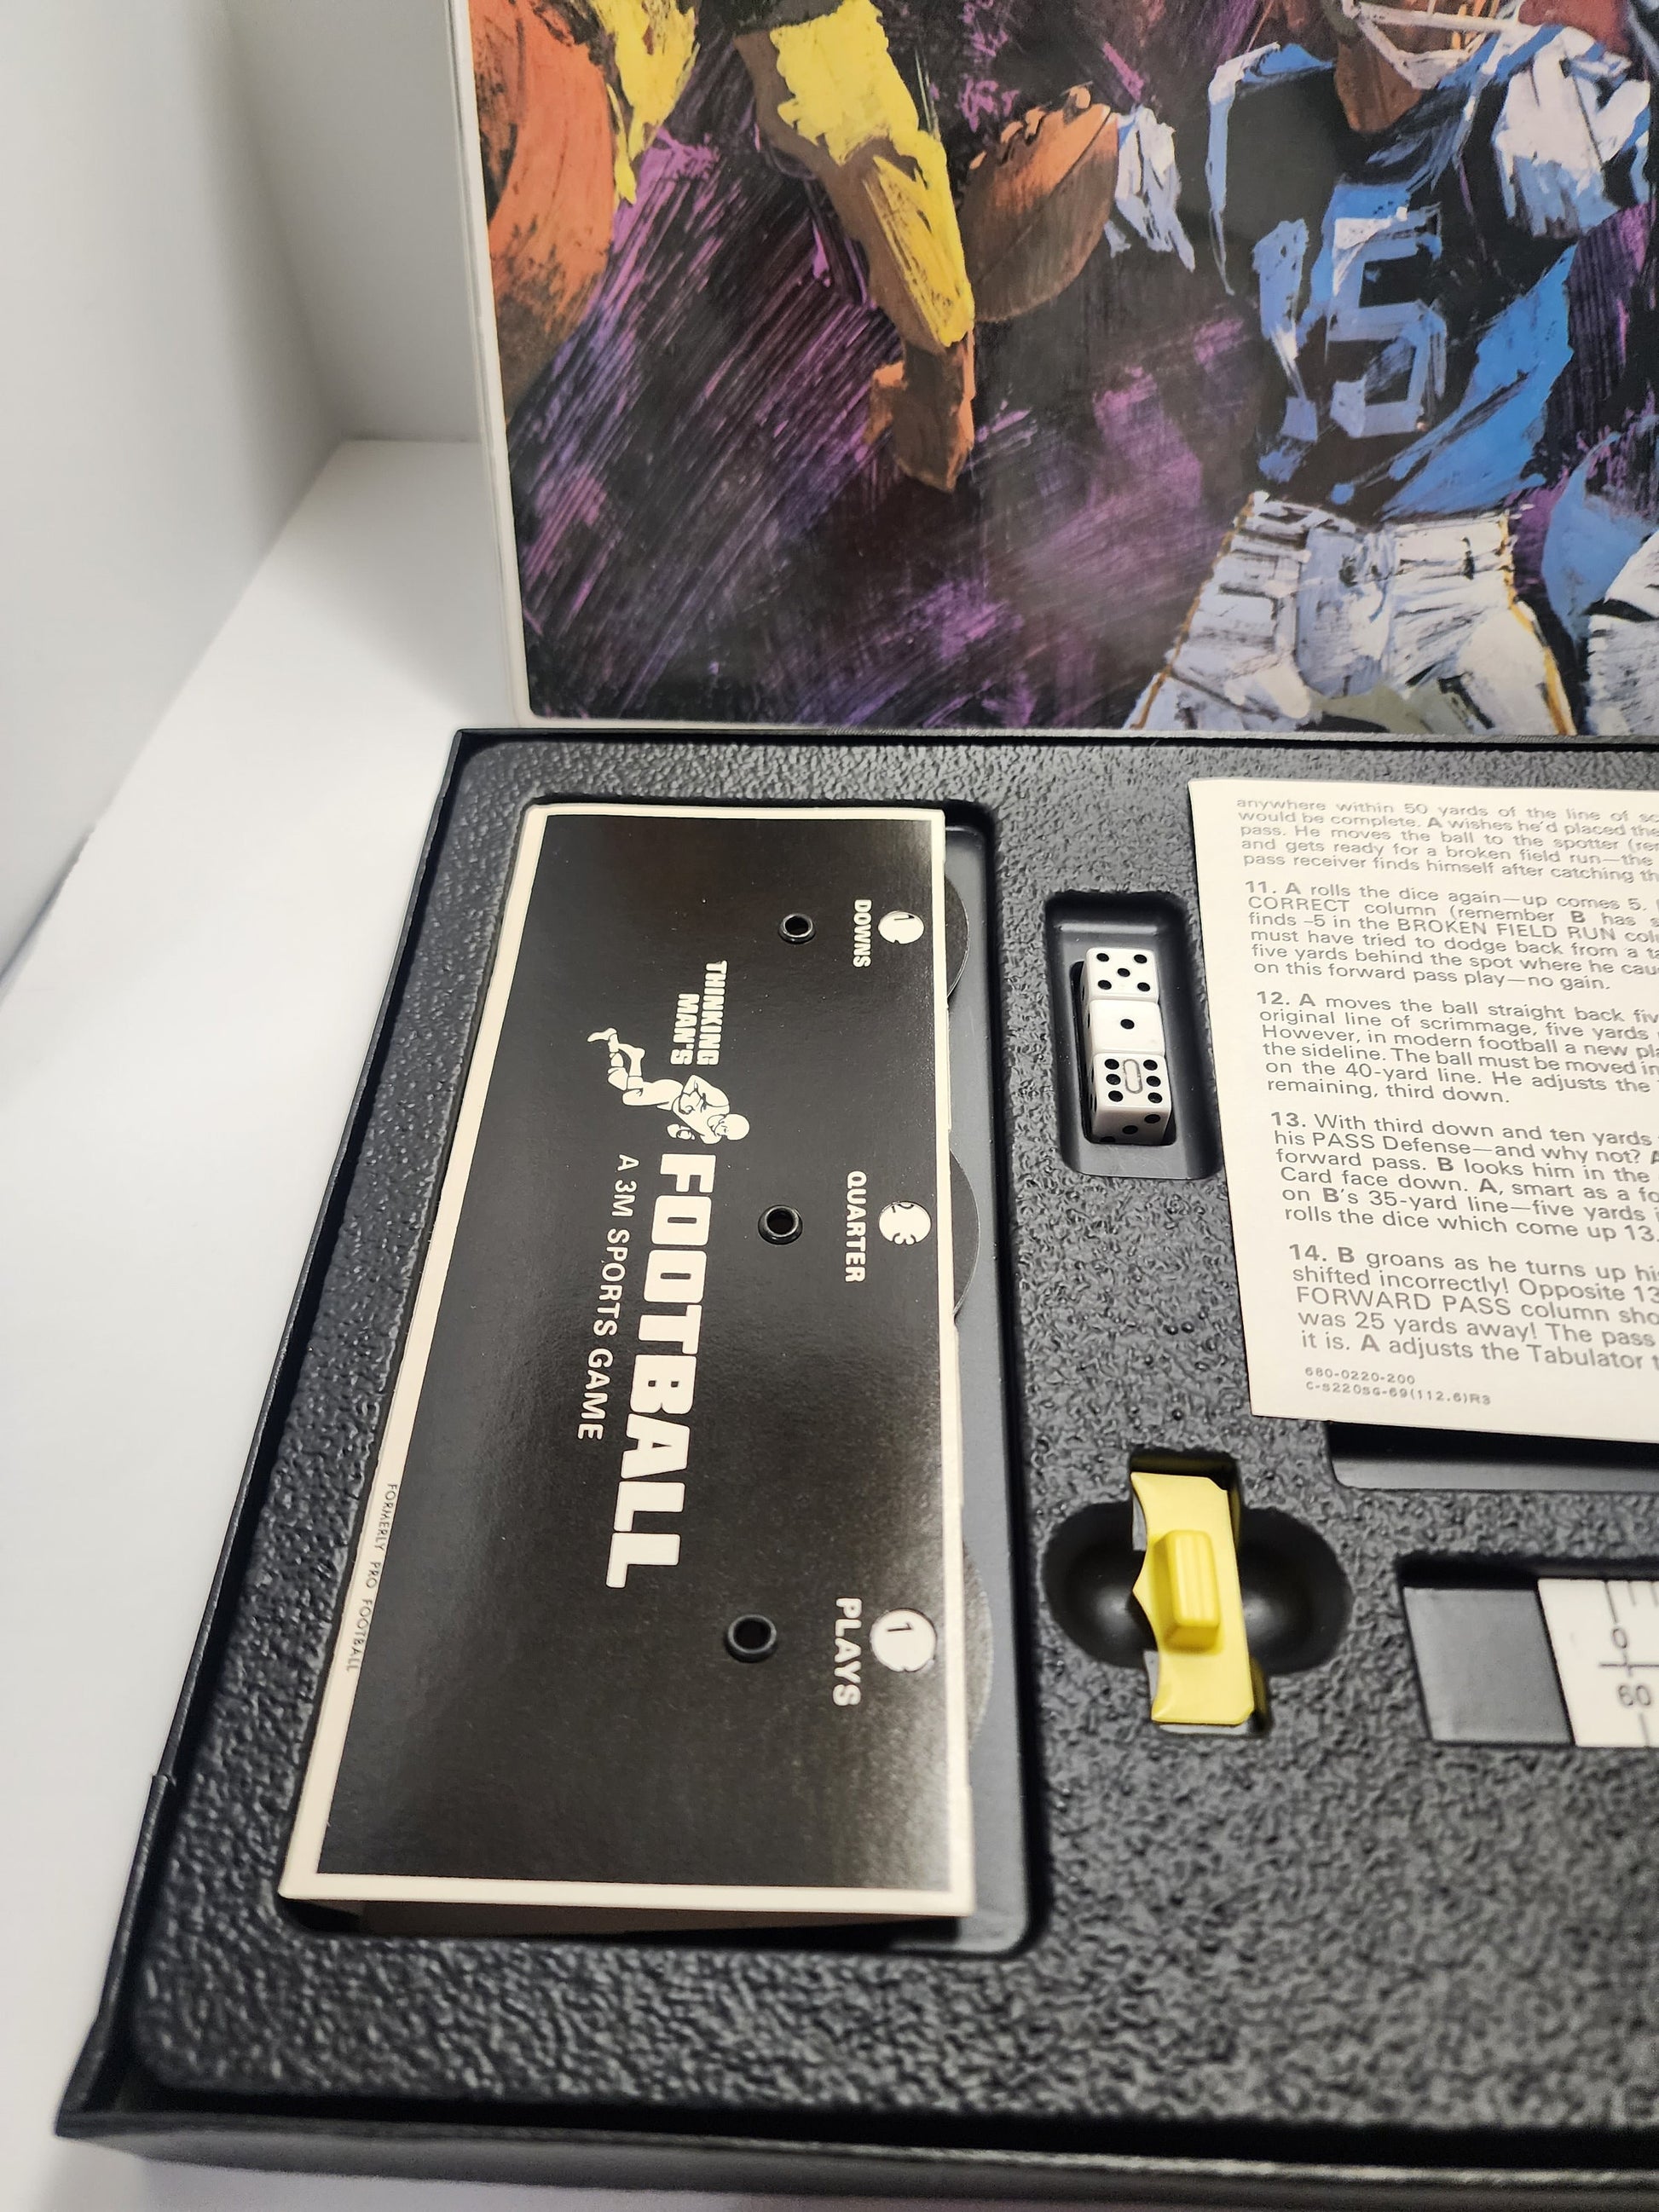 5
1
DOWNS
THINKING
MAN'S
FOOTBALL
A 3M SPORTS GAME
2
3
QUARTER
1
PLAYS
FORMERLY PRO FOOTBALL
anywhere within 50 yards of the line of
would be complete. A wishes he'd placed the
pass. He moves the ball to the spotter
and gets ready for a broken field run—the
pass receiver finds himself after catching
11. A rolls the dice again—up comes 5.
CORRECT column (remember B has
finds -5 in the BROKEN FIELD RUN
must have tried to dodge back from a
five yards behind the spot where he
on this forward pass play—no gain.
12. A moves the ball straight back
original line of scrimmage, five yards
However, in modern football a new
the sideline. The ball must be moved
on the 40-yard line. He adjusts the
remaining, third down.
13. With third down and ten yards
his PASS Defense—and why not?
forward pass. B looks him in the
Card face down. A, smart as a
on B's 35-yard line—five yards
rolls the dice which come up 13.
14. B groans as he turns up
shifted incorrectly! Opposite 13
FORWARD PASS column
was 25 yards away! The pass
it is. A adjusts the Tabulator
680-0220-200
C-S220SG-69(112.6)R3
0
60